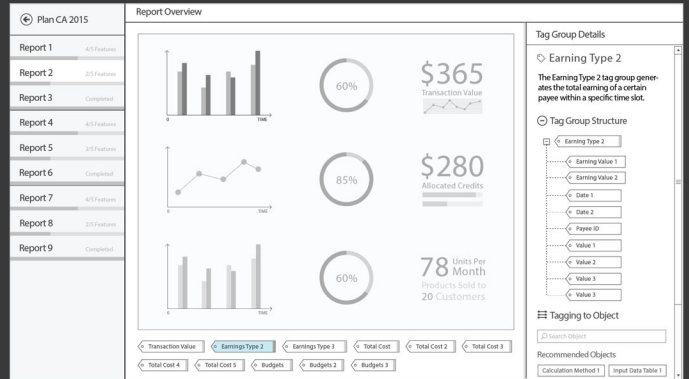 Plan CA 2015
Report 1 4/5 Features
Report 2 2/5 Features
Report 3 Completed
Report 4 4/5 Features
Report 5 2/5 Features
Report 6 Completed
Report 7 4/5 Features
Report 8 2/5 Features
Report 9 Completed
Report Overview
0 TIME
60%
$365
Transaction Value
0 TIME
85%
$280
Allocated Credits
0 TIME
60%
78 Units Per
Month
Products Sold to
20 Customers
Transaction Value Earnings Type 2 Earnings Type 3 Total Cost Total Cost 2 Total Cost 3
Total Cost 4 Total Cost 5 Budgets Budgets 2 Budgets 3
Tag Group Details
Earning Type 2
The Earning Type 2 tag group gener-
ates the total earning of a certain
payee within a specific time slot.
Tag Group Structure
Earning Type 2
Earning Value 1
Earning Value 2
Date 1
Date 2
Payee ID
Value 1
Value 2
Value 3
Value 3
Tagging to Object
Search Object
Recommended Objects
Calculation Method 1 Input Data Table 1